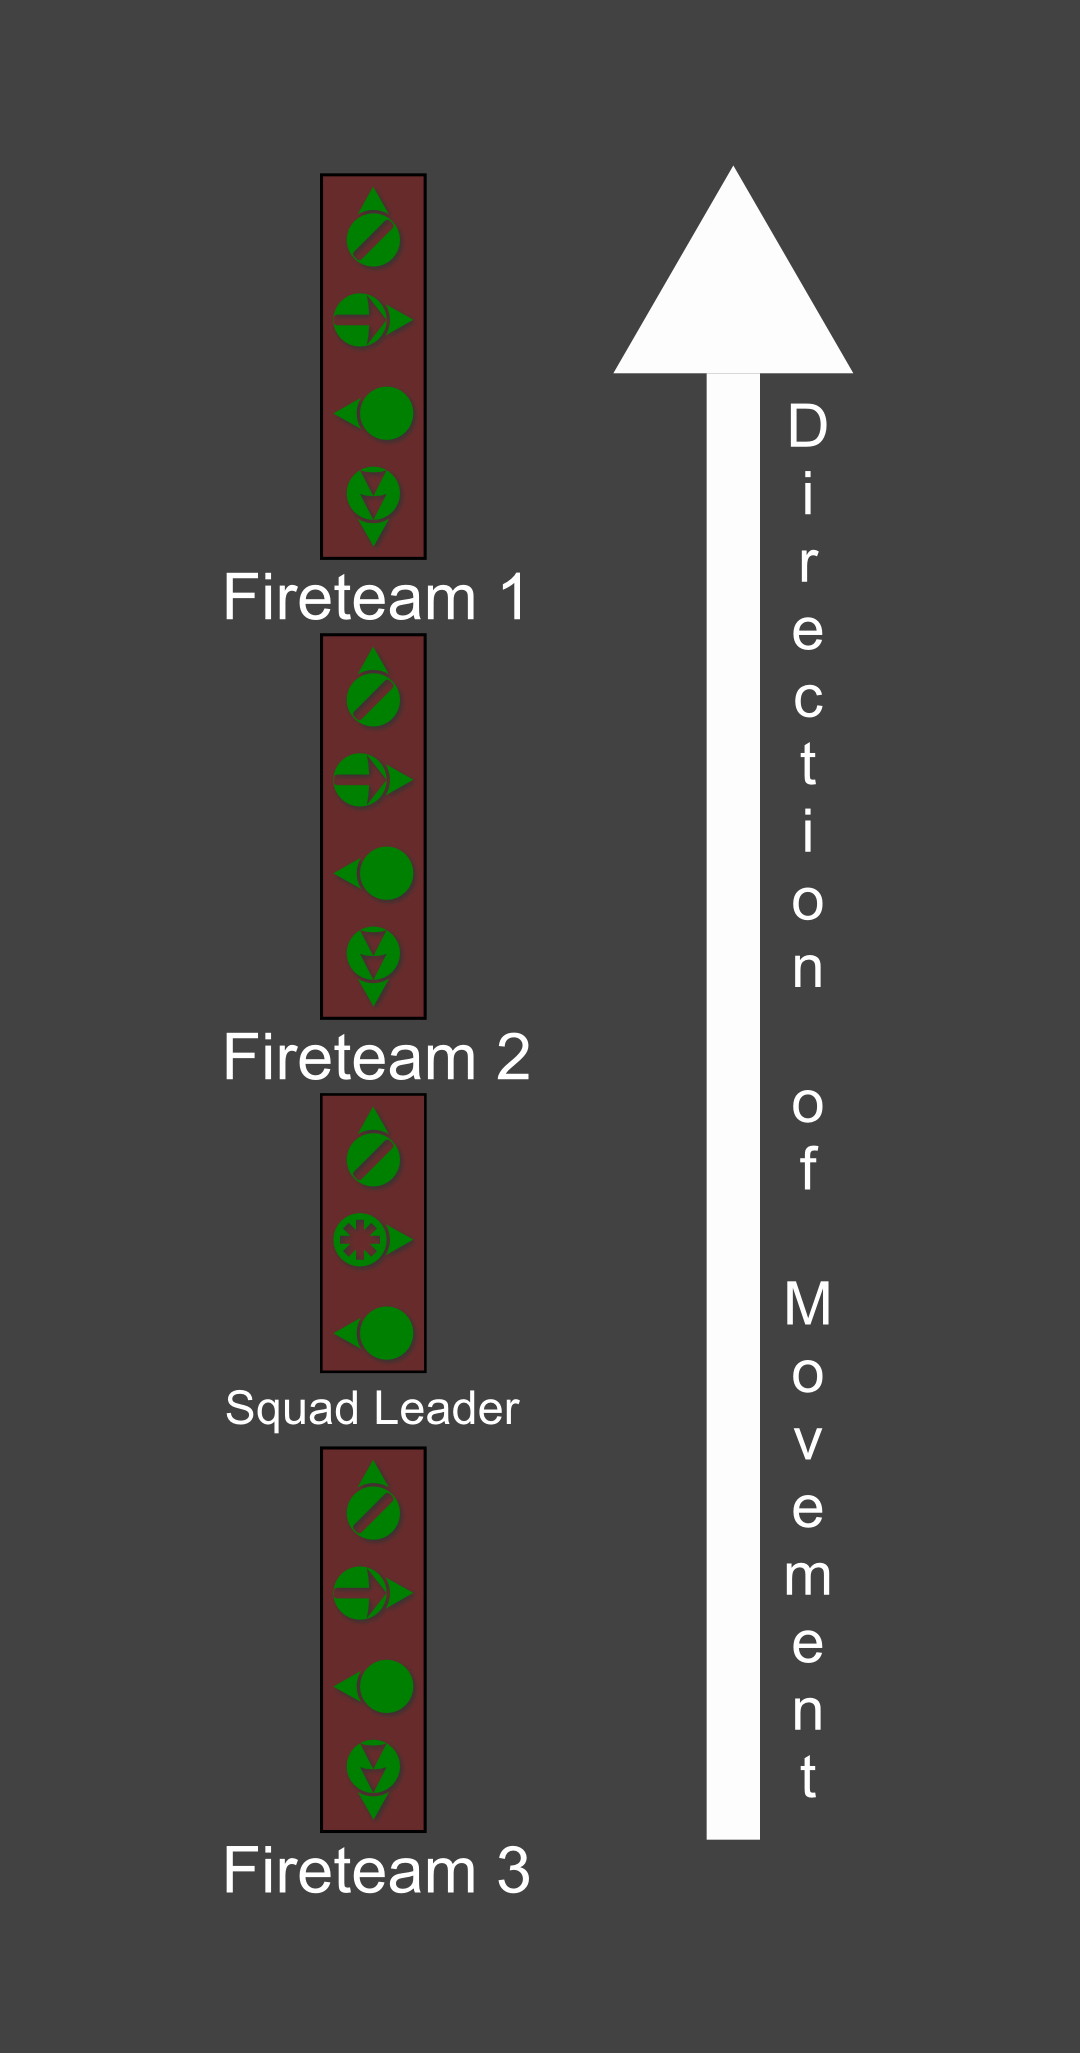 Fireteam 1
Fireteam 2
Squad Leader
Fireteam 3
Direction of Movement